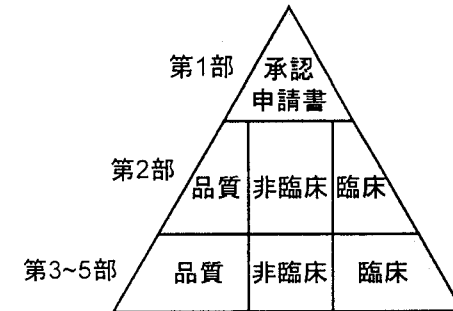 第1部
承認
申請書
第2部
品質 非臨床 臨床
第3~5部
品質 非臨床 臨床